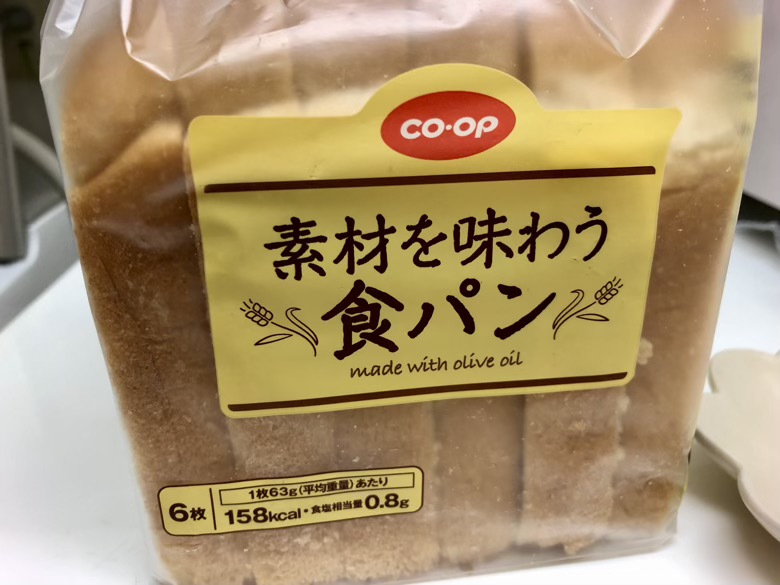 CO·OP
素材を味わう
食パン
made with olive oil
6枚
1枚63g(平均重量)あたり
158kcal・食塩相当量0.8g